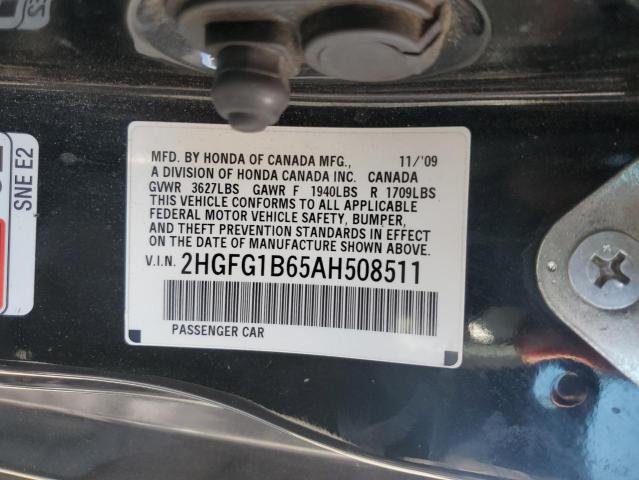 MFD. BY HONDA OF CANADA MFG., 11/'09
A DIVISION OF HONDA CANADA INC. CANADA
GVWR 3627LBS GAWR F 1940LBS R 1709LBS
THIS VEHICLE CONFORMS TO ALL APPLICABLE
FEDERAL MOTOR VEHICLE SAFETY, BUMPER,
AND THEFT PREVENTION STANDARDS IN EFFECT
ON THE DATE OF MANUFACTURE SHOWN ABOVE.
V.I.N. 2HGFG1B65AH508511
PASSENGER CAR
SNE E2